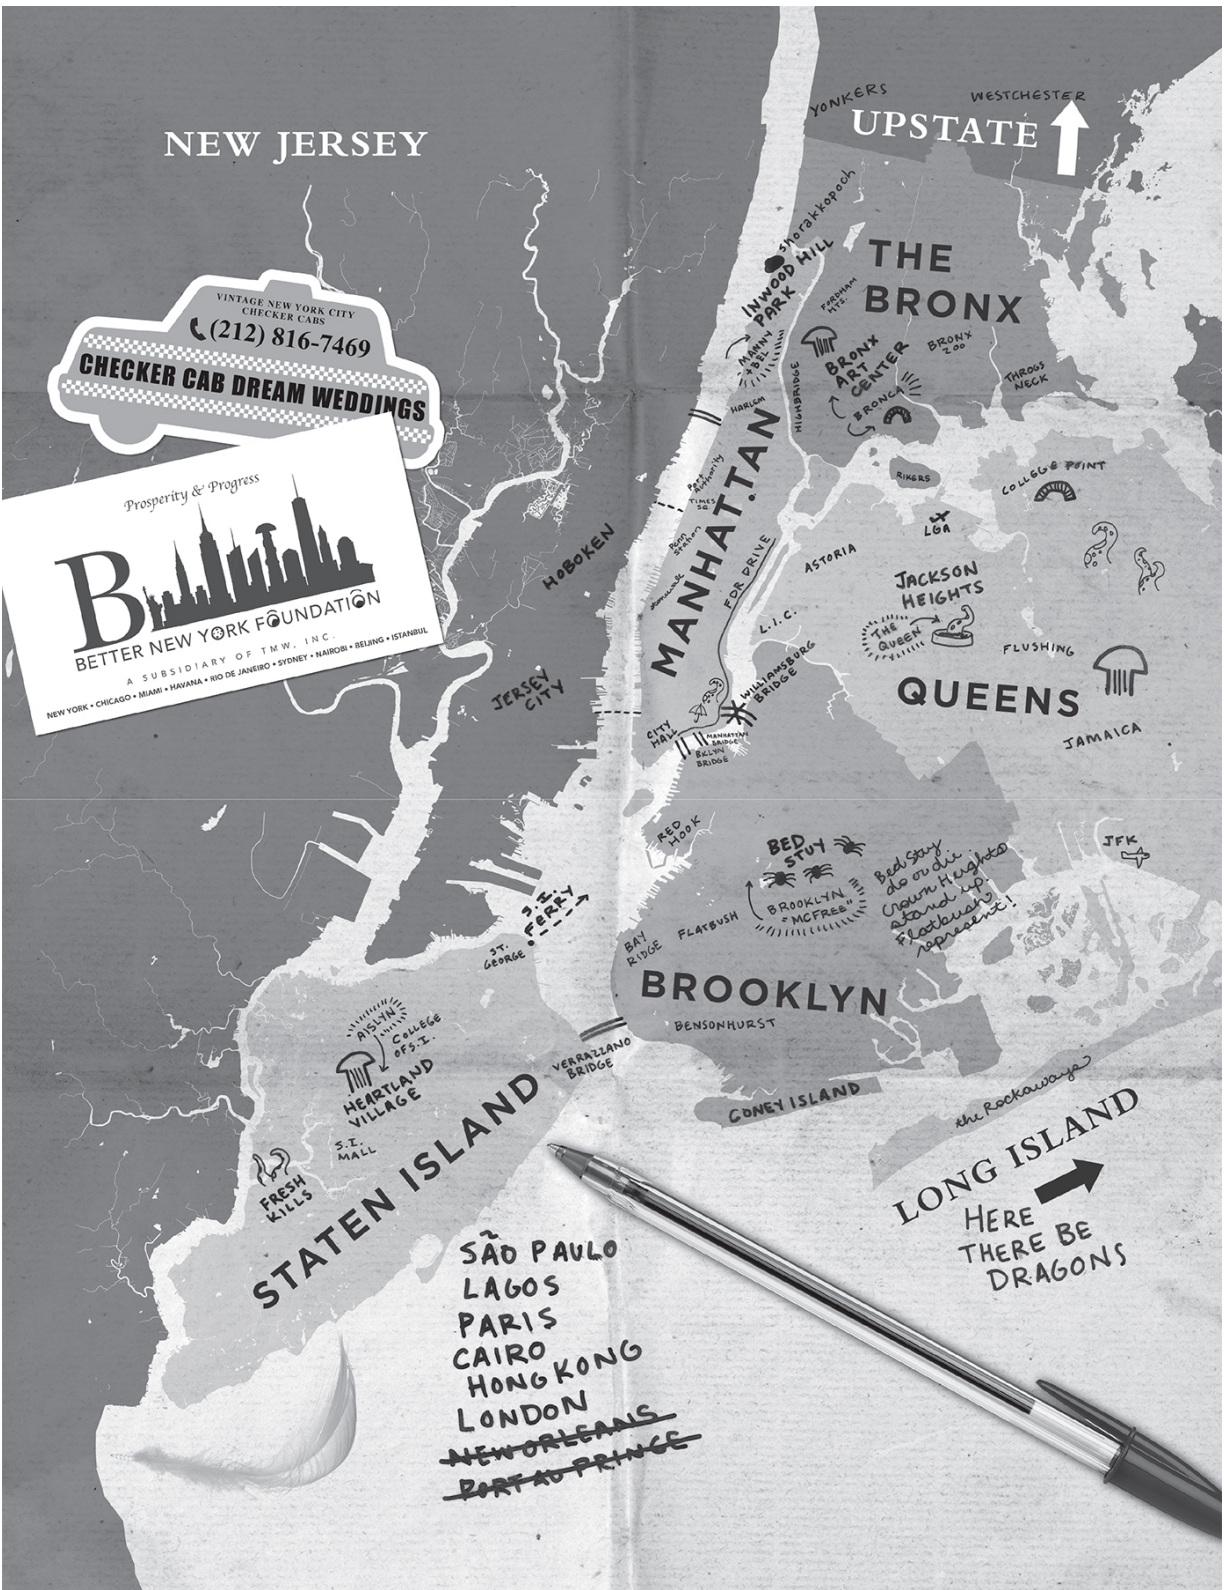 YONKERS
WESTCHESTER
UPSTATE
NEW JERSEY
Shorakkopoch
INWOOD HILL
PARK
THE
BRONX
FORDHAM
HTS.
MANNY
+ BEL
BRONX
ART
CENTER
BRONX
ZOO
THROGS
NECK
BRONCA
HIGHBRIDGE
HARLEM
VINTAGE NEW YORK CITY
CHECKER CABS
(212) 816-7469
CHECKER CAB DREAM WEDDINGS
Prosperity & Progress
B
BETTER NEW YORK FOUNDATION
A SUBSIDIARY OF TMW, INC.
NEW YORK • CHICAGO • MIAMI • HAVANA • RIO DE JANEIRO • SYDNEY • NAIROBI • BEIJING • ISTANBUL
MANHATTAN
Port
Authority
TIMES
SQ.
Penn
Station
Stonewall
FDR DRIVE
RIKERS
COLLEGE POINT
LGA
ASTORIA
JACKSON
HEIGHTS
THE
QUEEN
FLUSHING
L.I.C.
QUEENS
JAMAICA
HOBOKEN
JERSEY
CITY
WILLIAMSBURG
BRIDGE
CITY
HALL
MANHATTAN
BRIDGE
BKLYN
BRIDGE
RED
HOOK
BED
STUY
BROOKLYN
"MCFREE"
Bed Stuy
do or die
Crown Heights
stand up.
Flatbush
represent!
JFK
S.I.
FERRY
ST.
GEORGE
BAY
RIDGE
FLATBUSH
BROOKLYN
BENSONHURST
AISLYN
COLLEGE
OF S.I.
HEARTLAND
VILLAGE
VERRAZZANO
BRIDGE
CONEY ISLAND
the Rockaways
S.I.
MALL
FRESH
KILLS
STATEN ISLAND
LONG ISLAND
HERE
THERE BE
DRAGONS
SÃO PAULO
LAGOS
PARIS
CAIRO
HONG KONG
LONDON
NEW ORLEANS
PORT AU PRINCE